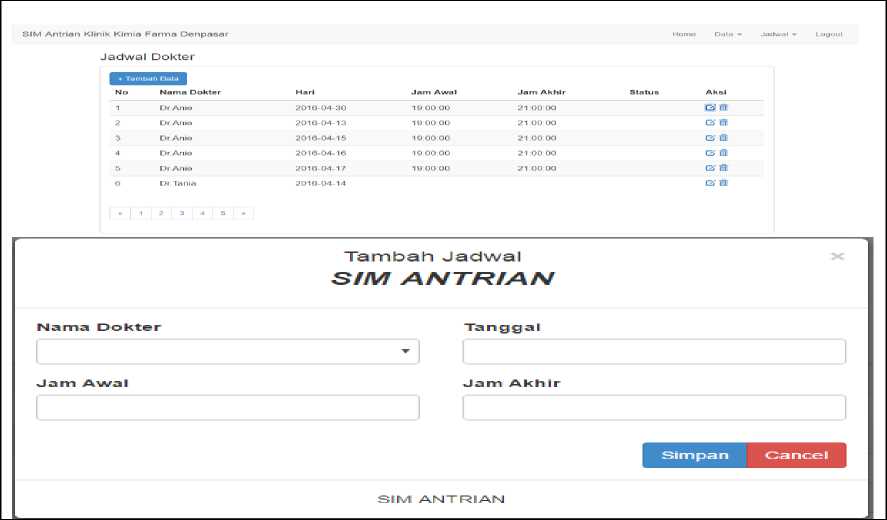 SIM Antrian Klinik Kimia Farma Denpasar Home Data Jadwal Logout
Jadwal Dokter
+ Tambah Data
No Nama Dokter Hari Jam Awal Jam Akhir Status Aksi
1 Dr.Anie 2016-04-30 19:00:00 21:00:00
2 Dr.Anie 2016-04-13 19:00:00 21:00:00
3 Dr.Anie 2016-04-15 19:00:00 21:00:00
4 Dr.Anie 2016-04-16 19:00:00 21:00:00
5 Dr.Anie 2016-04-17 19:00:00 21:00:00
6 Dr.Tania 2016-04-14
« 1 2 3 4 5 »
Tambah Jadwal ×
SIM ANTRIAN
Nama Dokter Tanggal
Jam Awal Jam Akhir
Simpan Cancel
SIM ANTRIAN